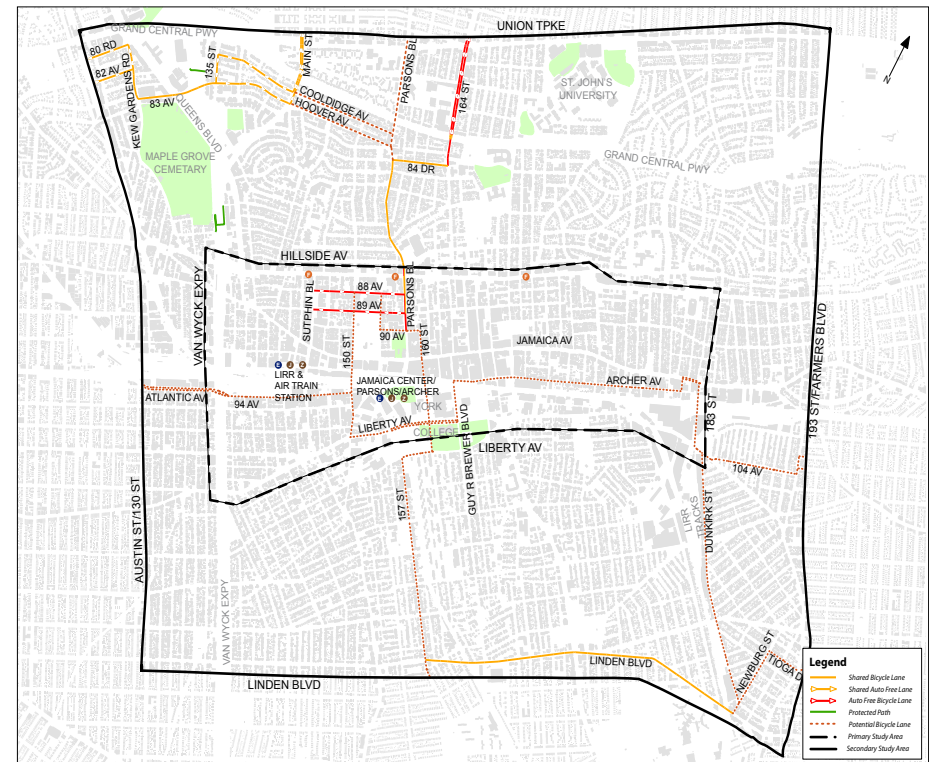 UNION TPKE
GRAND CENTRAL PWY
80 RD
82 AV
135 ST
MAIN ST
PARSONS BL
164 ST
ST. JOHN'S
UNIVERSITY
N
KEW GARDENS RD
83 AV
QUEENS BLVD
COOLDIDGE AV
HOOVER AV
MAPLE GROVE
CEMETARY
84 DR
GRAND CENTRAL PWY
HILLSIDE AV
VAN WYCK EXPY
F
F
F
SUTPHIN BL
88 AV
89 AV
PARSONS BL
90 AV
150 ST
160 ST
JAMAICA AV
E J Z
LIRR &
AIR TRAIN
STATION
JAMAICA CENTER/
PARSONS/ARCHER
E J Z
ARCHER AV
ATLANTIC AV
94 AV
YORK
COLLEGE
LIBERTY AV
GUY R BREWER BLVD
LIBERTY AV
183 ST
193 ST/FARMERS BLVD
104 AV
157 ST
LIRR
TRACKS
DUNKIRK ST
AUSTIN ST/130 ST
VAN WYCK EXPY
LINDEN BLVD
LINDEN BLVD
NEWBURG ST
TIOGA D
Legend
Shared Bicycle Lane
Shared Auto Free Lane
Auto Free Bicycle Lane
Protected Path
Potential Bicycle Lane
Primary Study Area
Secondary Study Area